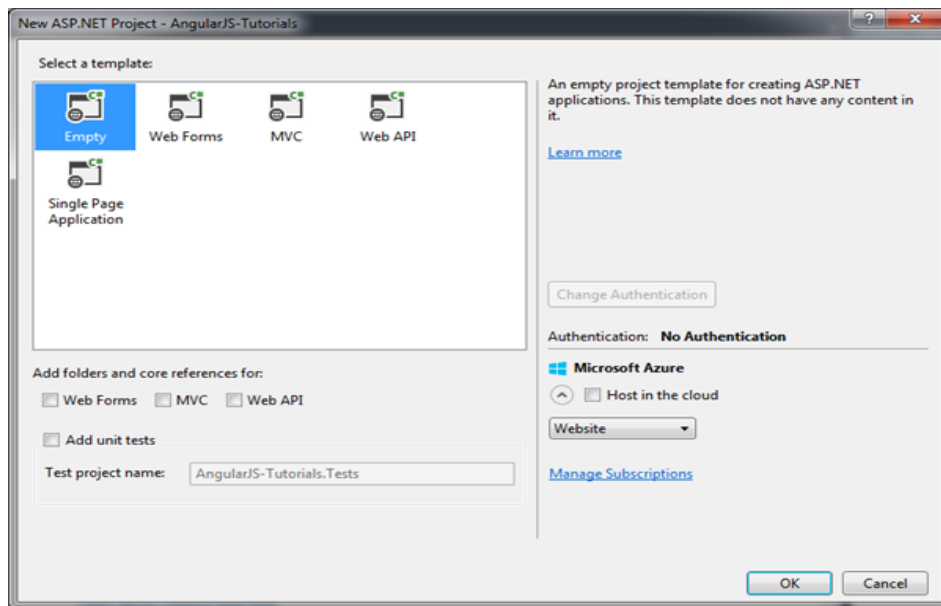 New ASP.NET Project - AngularJS-Tutorials
Select a template:
Empty
Web Forms
MVC
Web API
Single Page
Application
An empty project template for creating ASP.NET
applications. This template does not have any content in
it.
Learn more
Change Authentication
Authentication: No Authentication
Microsoft Azure
Host in the cloud
Website
Manage Subscriptions
Add folders and core references for:
Web Forms MVC Web API
Add unit tests
Test project name: AngularJS-Tutorials.Tests
OK Cancel